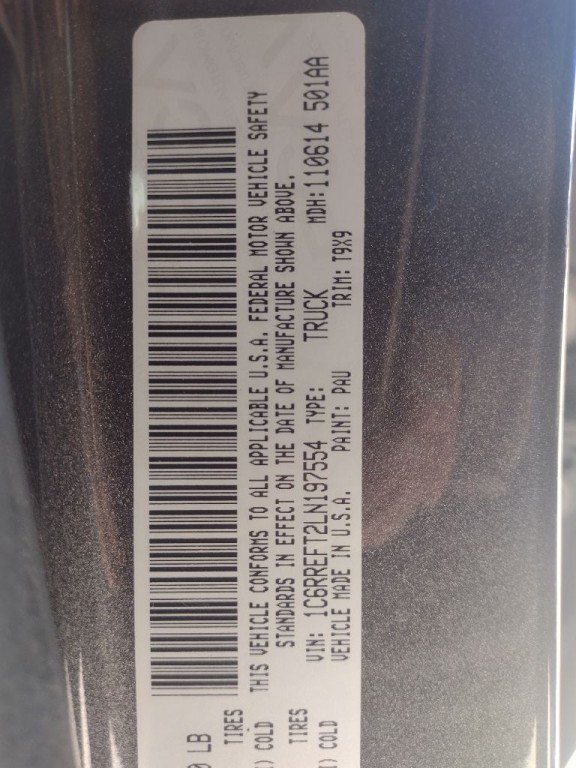 0 LB
TIRES
) COLD
TIRES
) COLD
THIS VEHICLE CONFORMS TO ALL APPLICABLE U.S.A. FEDERAL MOTOR VEHICLE SAFETY
STANDARDS IN EFFECT ON THE DATE OF MANUFACTURE SHOWN ABOVE.
VIN: 1C6RREFT2LN197554 TYPE: TRUCK MDH: 110614 501AA
VEHICLE MADE IN U.S.A. PAINT: PAU TRIM: T9X9